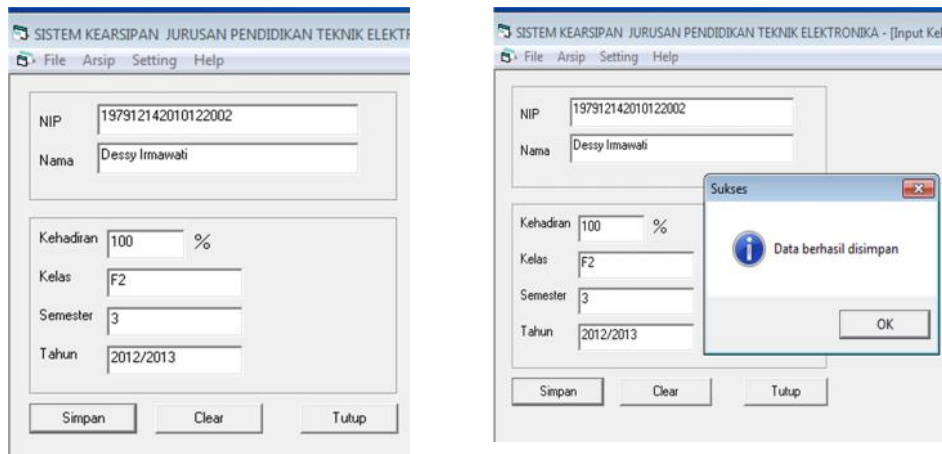 SISTEM KEARSIPAN JURUSAN PENDIDIKAN TEKNIK ELEKTR
File Arsip Setting Help
NIP 197912142010122002
Nama Dessy Irmawati
Kehadiran 100 %
Kelas F2
Semester 3
Tahun 2012/2013
Simpan Clear Tutup
SISTEM KEARSIPAN JURUSAN PENDIDIKAN TEKNIK ELEKTRONIKA - [Input Kel
File Arsip Setting Help
NIP 197912142010122002
Nama Dessy Irmawati
Kehadiran 100 %
Kelas F2
Semester 3
Tahun 2012/2013
Simpan Clear Tutup
Sukses
Data berhasil disimpan
OK